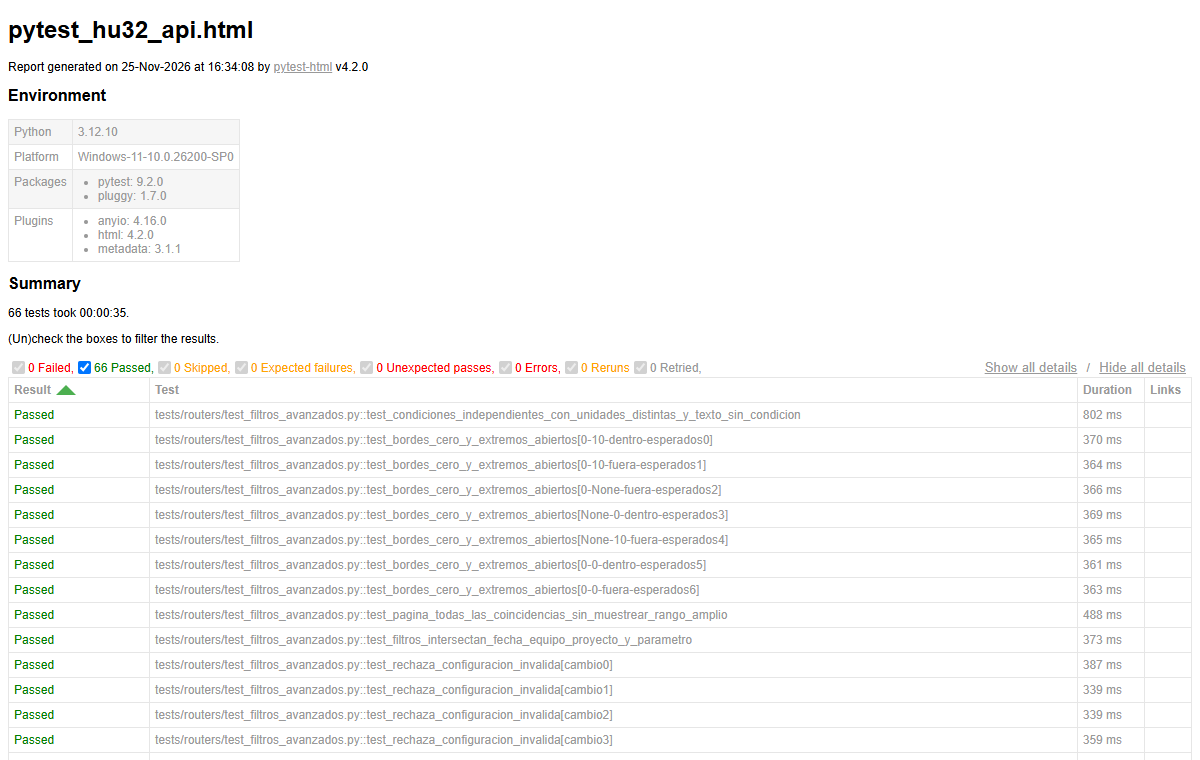 pytest_hu32_api.html
Report generated on 25-Nov-2026 at 16:34:08 by pytest-html v4.2.0
Environment
Python 3.12.10
Platform Windows-11-10.0.26200-SP0
Packages
pytest: 9.2.0
pluggy: 1.7.0
Plugins
anyio: 4.16.0
html: 4.2.0
metadata: 3.1.1
Summary
66 tests took 00:00:35.
(Un)check the boxes to filter the results.
0 Failed, 66 Passed, 0 Skipped, 0 Expected failures, 0 Unexpected passes, 0 Errors, 0 Reruns 0 Retried, Show all details / Hide all details
Result Test Duration Links
Passed tests/routers/test_filtros_avanzados.py::test_condiciones_independientes_con_unidades_distintas_y_texto_sin_condicion 802 ms
Passed tests/routers/test_filtros_avanzados.py::test_bordes_cero_y_extremos_abiertos[0-10-dentro-esperados0] 370 ms
Passed tests/routers/test_filtros_avanzados.py::test_bordes_cero_y_extremos_abiertos[0-10-fuera-esperados1] 364 ms
Passed tests/routers/test_filtros_avanzados.py::test_bordes_cero_y_extremos_abiertos[0-None-fuera-esperados2] 366 ms
Passed tests/routers/test_filtros_avanzados.py::test_bordes_cero_y_extremos_abiertos[None-0-dentro-esperados3] 369 ms
Passed tests/routers/test_filtros_avanzados.py::test_bordes_cero_y_extremos_abiertos[None-10-fuera-esperados4] 365 ms
Passed tests/routers/test_filtros_avanzados.py::test_bordes_cero_y_extremos_abiertos[0-0-dentro-esperados5] 361 ms
Passed tests/routers/test_filtros_avanzados.py::test_bordes_cero_y_extremos_abiertos[0-0-fuera-esperados6] 363 ms
Passed tests/routers/test_filtros_avanzados.py::test_pagina_todas_las_coincidencias_sin_muestrear_rango_amplio 488 ms
Passed tests/routers/test_filtros_avanzados.py::test_filtros_intersectan_fecha_equipo_proyecto_y_parametro 373 ms
Passed tests/routers/test_filtros_avanzados.py::test_rechaza_configuracion_invalida[cambio0] 387 ms
Passed tests/routers/test_filtros_avanzados.py::test_rechaza_configuracion_invalida[cambio1] 339 ms
Passed tests/routers/test_filtros_avanzados.py::test_rechaza_configuracion_invalida[cambio2] 339 ms
Passed tests/routers/test_filtros_avanzados.py::test_rechaza_configuracion_invalida[cambio3] 359 ms